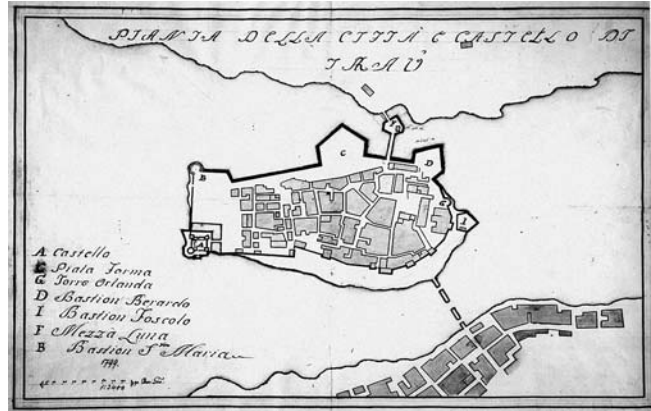 PIANTA DELLA CITTÀ E CASTELLO DI
TRAÙ
C
D
B
G
I
A Castello
C Piata Forma
G Torre Orlanda
D Bastion Berardo
I Bastion Foscolo
F Mezza Luna
B Bastion S.ᵗᵃ Maria